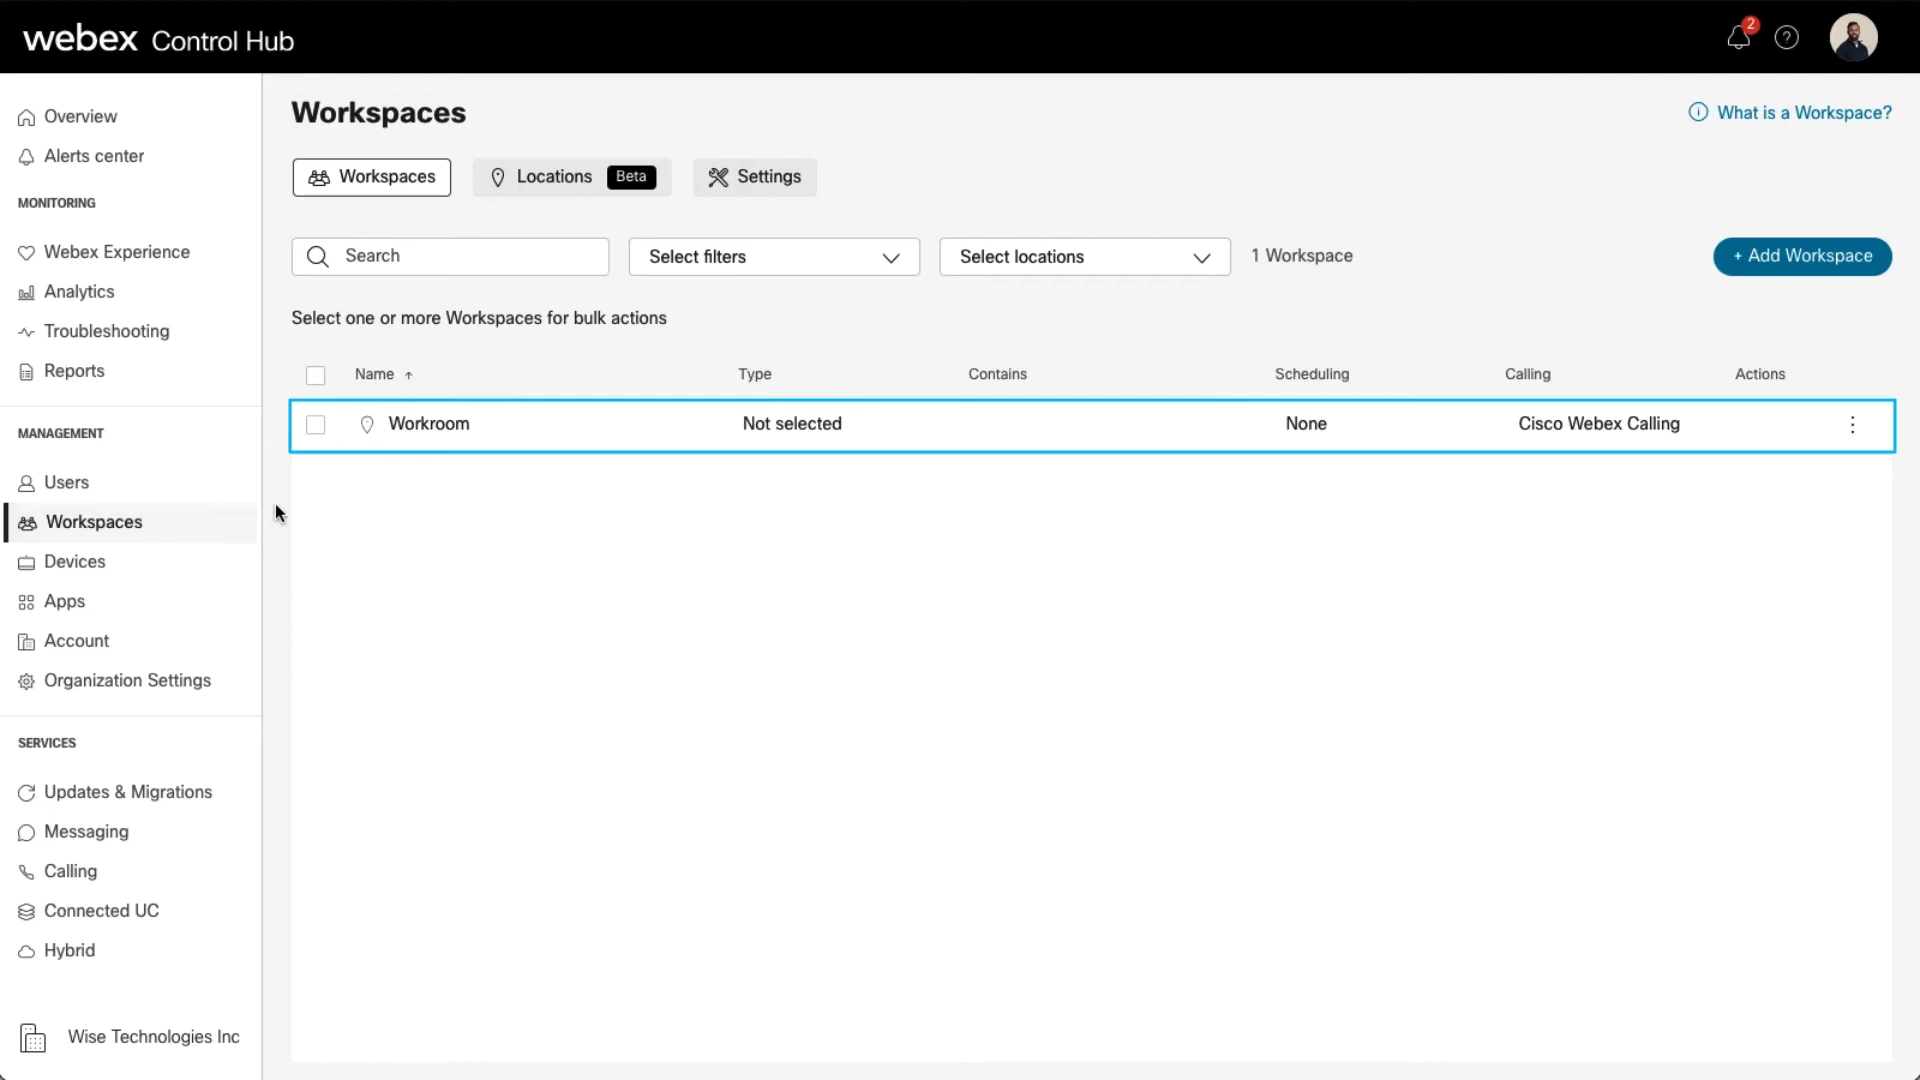 webex Control Hub
2
Overview
Alerts center
MONITORING
Webex Experience
Analytics
Troubleshooting
Reports
MANAGEMENT
Users
Workspaces
Devices
Apps
Account
Organization Settings
SERVICES
Updates & Migrations
Messaging
Calling
Connected UC
Hybrid
Wise Technologies Inc
Workspaces
What is a Workspace?
Workspaces Locations Beta Settings
Search Select filters Select locations 1 Workspace + Add Workspace
Select one or more Workspaces for bulk actions
Name ↑ Type Contains Scheduling Calling Actions
Workroom Not selected None Cisco Webex Calling